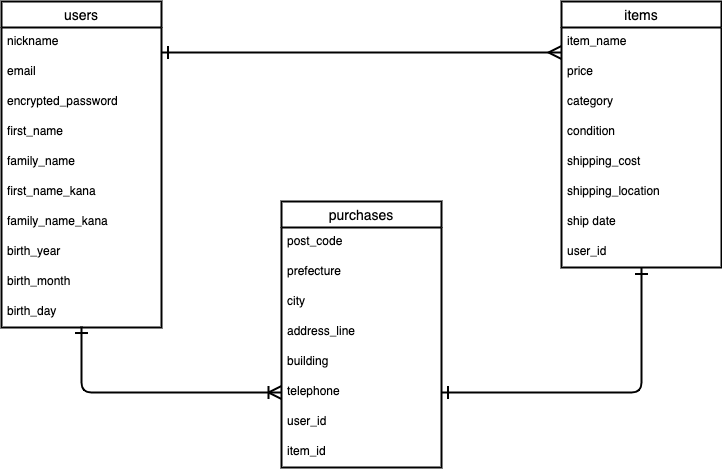 users
nickname
email
encrypted_password
first_name
family_name
first_name_kana
family_name_kana
birth_year
birth_month
birth_day
items
item_name
price
category
condition
shipping_cost
shipping_location
ship date
user_id
purchases
post_code
prefecture
city
address_line
building
telephone
user_id
item_id